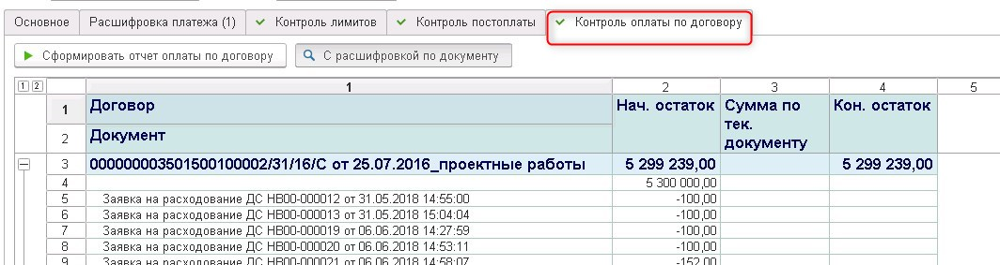 Основное Расшифровка платежа (1) Контроль лимитов Контроль постоплаты Контроль оплаты по договору
Сформировать отчет оплаты по договору С расшифровкой по документу
1 2 1 2 3 4 5
1 Договор Нач. остаток Сумма по тек. документу Кон. остаток
2 Документ
3 000000003501500100002/31/16/С от 25.07.2016_проектные работы 5 299 239,00 5 299 239,00
4 5 300 000,00
5 Заявка на расходование ДС НВ00-000012 от 31.05.2018 14:55:00 -100,00
6 Заявка на расходование ДС НВ00-000013 от 31.05.2018 15:04:04 -100,00
7 Заявка на расходование ДС НВ00-000019 от 06.06.2018 14:27:59 -100,00
8 Заявка на расходование ДС НВ00-000020 от 06.06.2018 14:53:11 -100,00
9 Заявка на расходование ДС НВ00-000021 от 06.06.2018 14:58:07 -152,00